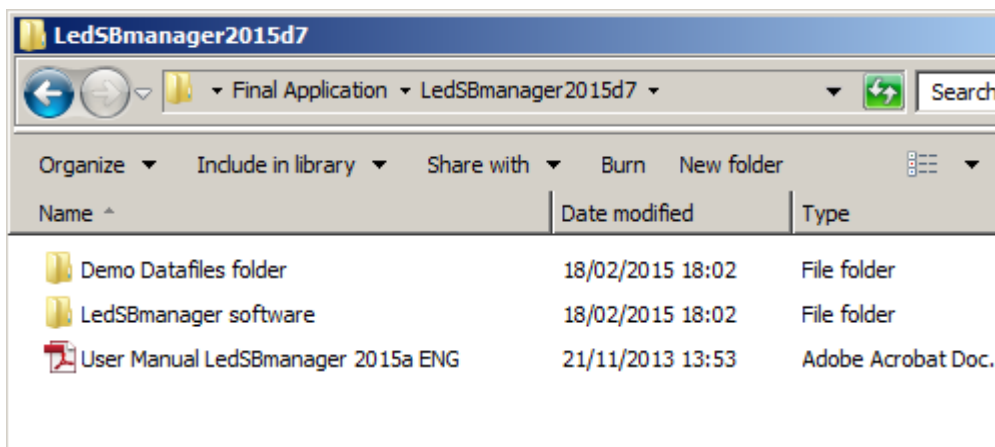 LedSBmanager2015d7
Final Application LedSBmanager2015d7 Search
Organize Include in library Share with Burn New folder
Name Date modified Type
Demo Datafiles folder 18/02/2015 18:02 File folder
LedSBmanager software 18/02/2015 18:02 File folder
User Manual LedSBmanager 2015a ENG 21/11/2013 13:53 Adobe Acrobat Doc.